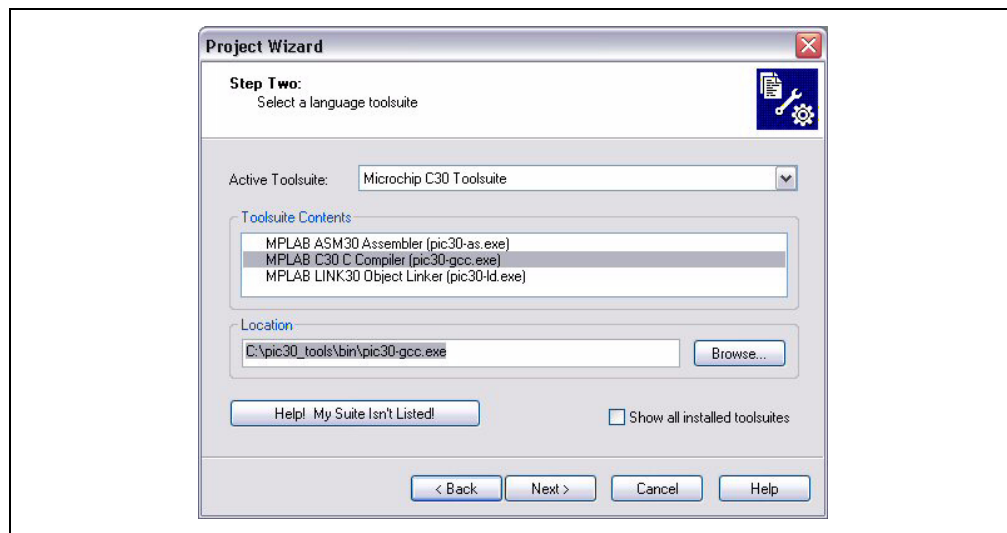 Project Wizard
Step Two:
Select a language toolsuite
Active Toolsuite: Microchip C30 Toolsuite
Toolsuite Contents
MPLAB ASM30 Assembler (pic30-as.exe)
MPLAB C30 C Compiler (pic30-gcc.exe)
MPLAB LINK30 Object Linker (pic30-ld.exe)
Location
C:\pic30_tools\bin\pic30-gcc.exe Browse...
Help! My Suite Isn't Listed! Show all installed toolsuites
< Back Next > Cancel Help